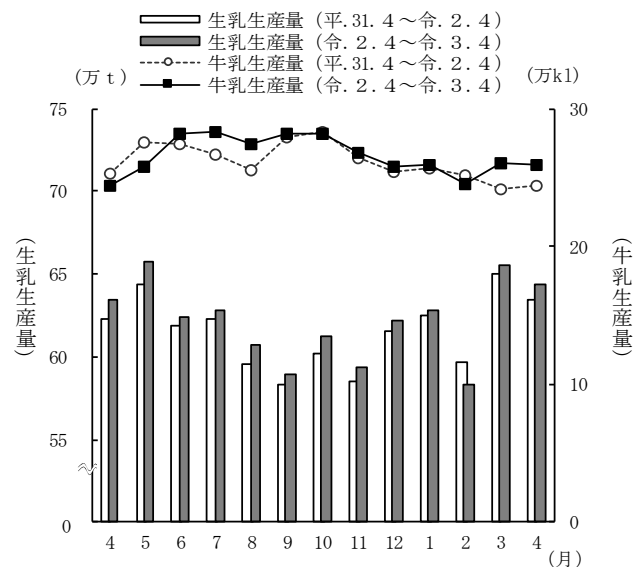 生乳生産量（平.31.４～令.２.４）
生乳生産量（令.２.４～令.３.４）
牛乳生産量（平.31.４～令.２.４）
牛乳生産量（令.２.４～令.３.４）
(万ｔ)
(万kl)
75
70
65
60
55
0
（生乳生産量）
30
20
10
0
（牛乳生産量）
4 5 6 7 8 9 10 11 12 1 2 3 4
(月)